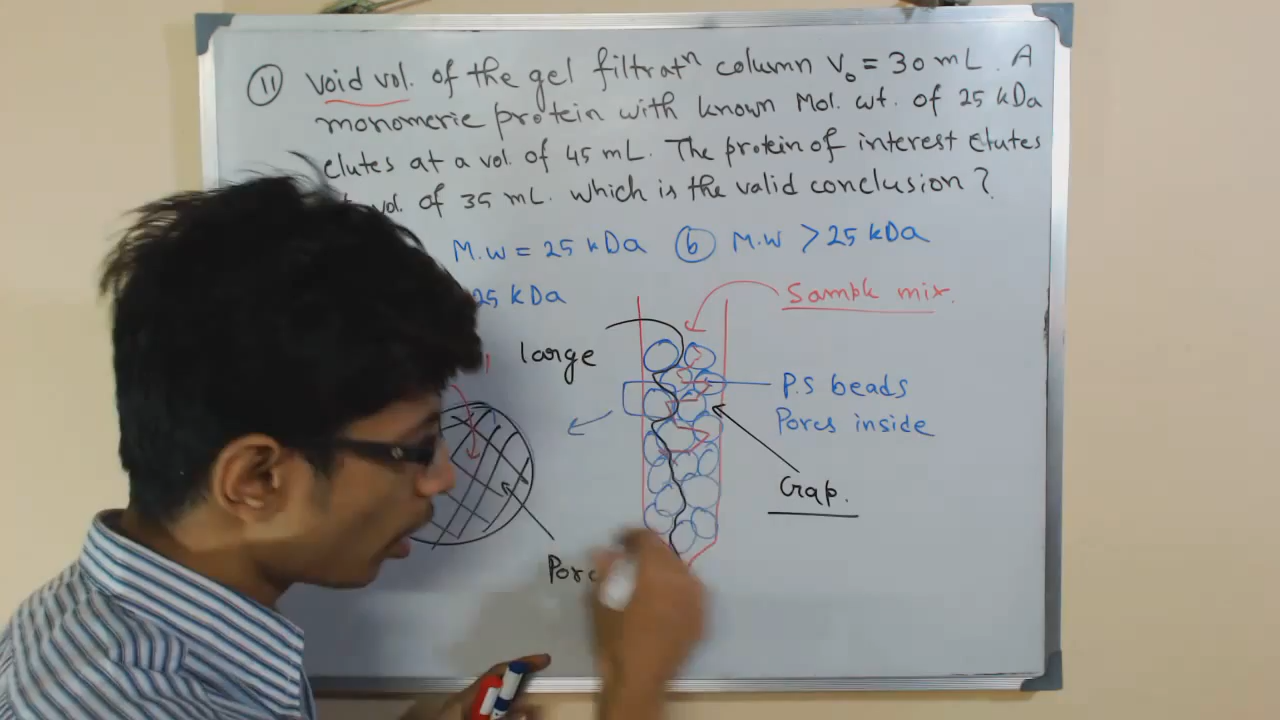 11 Void vol. of the gel filtratⁿ column V₀ = 30 mL. A
monomeric protein with known Mol. wt. of 25 kDa
elutes at a vol. of 45 mL. The protein of interest Elutes
vol. of 35 mL. which is the valid conclusion?
M.W = 25 kDa b M.W > 25 kDa
25 kDa
Sample mix.
large
P.S beads
Pores inside
Gap.